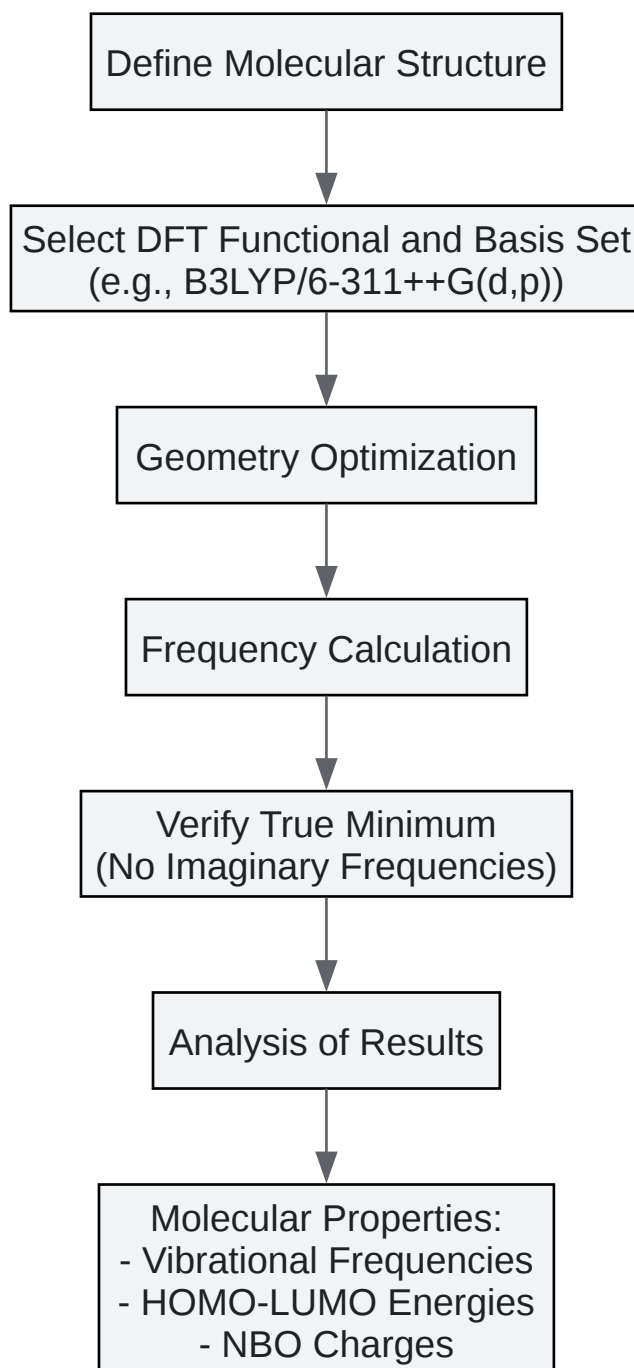 Define Molecular Structure
Select DFT Functional and Basis Set
(e.g., B3LYP/6-311++G(d,p))
Geometry Optimization
Frequency Calculation
Verify True Minimum
(No Imaginary Frequencies)
Analysis of Results
Molecular Properties:
- Vibrational Frequencies
- HOMO-LUMO Energies
- NBO Charges